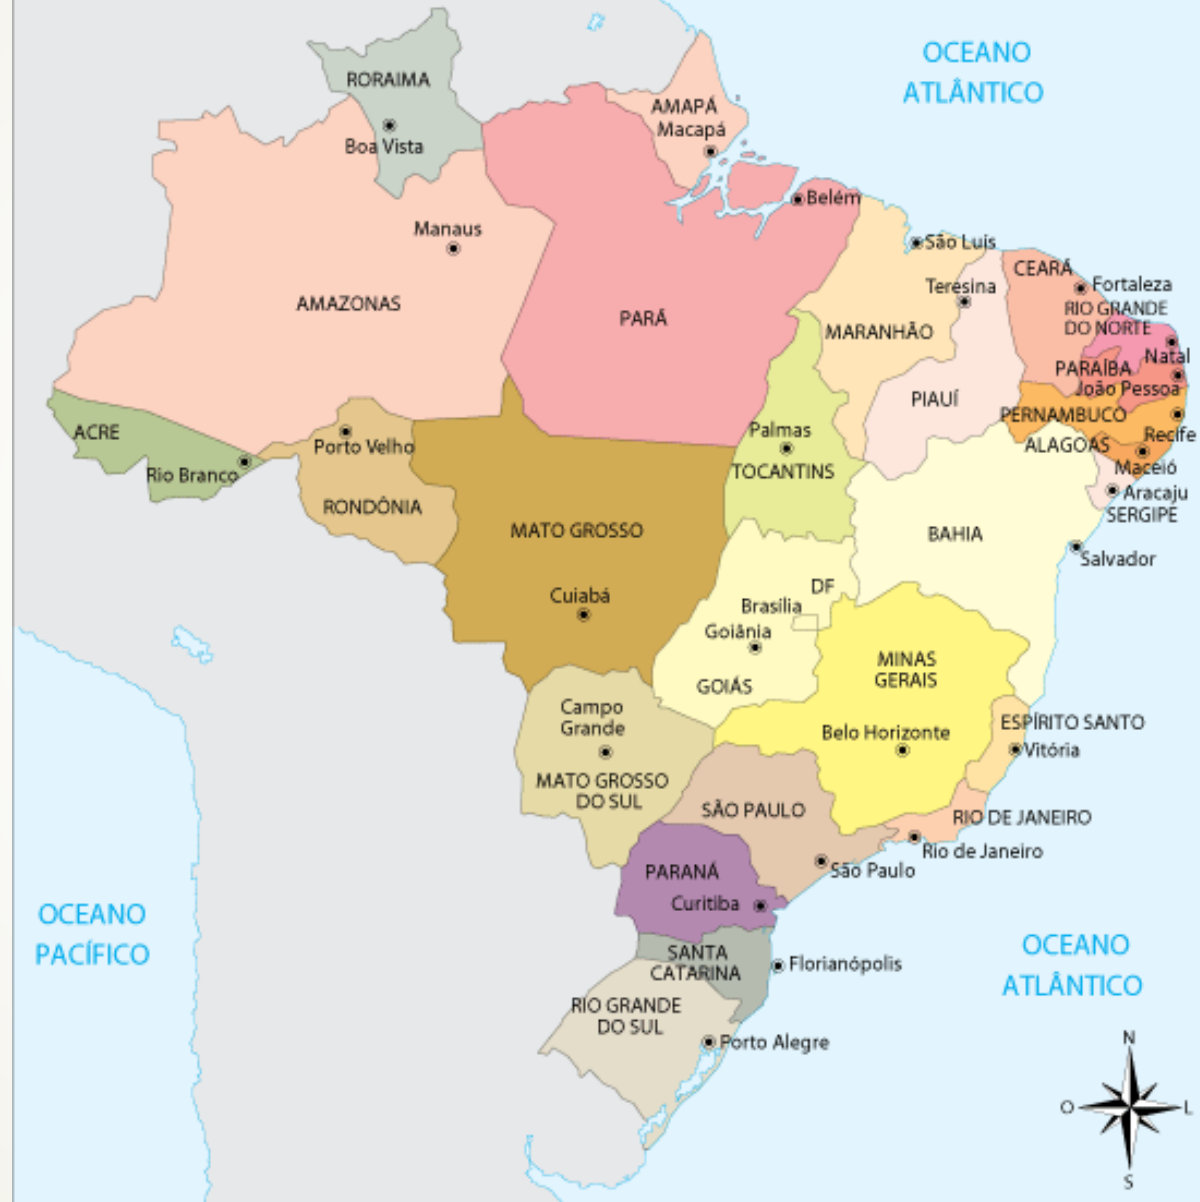 OCEANO
ATLÂNTICO
RORAIMA
Boa Vista
AMAPÁ
Macapá
Belém
Manaus
São Luís
Teresina
CEARÁ
Fortaleza
AMAZONAS
PARÁ
MARANHÃO
RIO GRANDE
DO NORTE
Natal
PARAÍBA
João Pessoa
PIAUÍ
PERNAMBUCO
Recife
ACRE
Rio Branco
Porto Velho
RONDÔNIA
Palmas
TOCANTINS
ALAGOAS
Maceió
Aracaju
SERGIPE
MATO GROSSO
Cuiabá
BAHIA
Salvador
DF
Brasília
Goiânia
GOIÁS
MINAS
GERAIS
Belo Horizonte
Campo
Grande
MATO GROSSO
DO SUL
ESPÍRITO SANTO
Vitória
SÃO PAULO
São Paulo
RIO DE JANEIRO
Rio de Janeiro
PARANÁ
Curitiba
OCEANO
PACÍFICO
SANTA
CATARINA
Florianópolis
OCEANO
ATLÂNTICO
RIO GRANDE
DO SUL
Porto Alegre
N
O
L
S